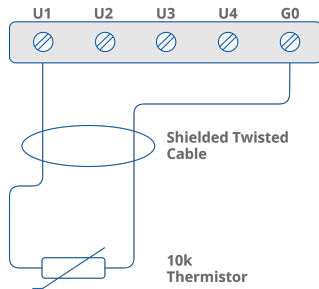 U1 U2 U3 U4 G0
Shielded Twisted
Cable
10k
Thermistor